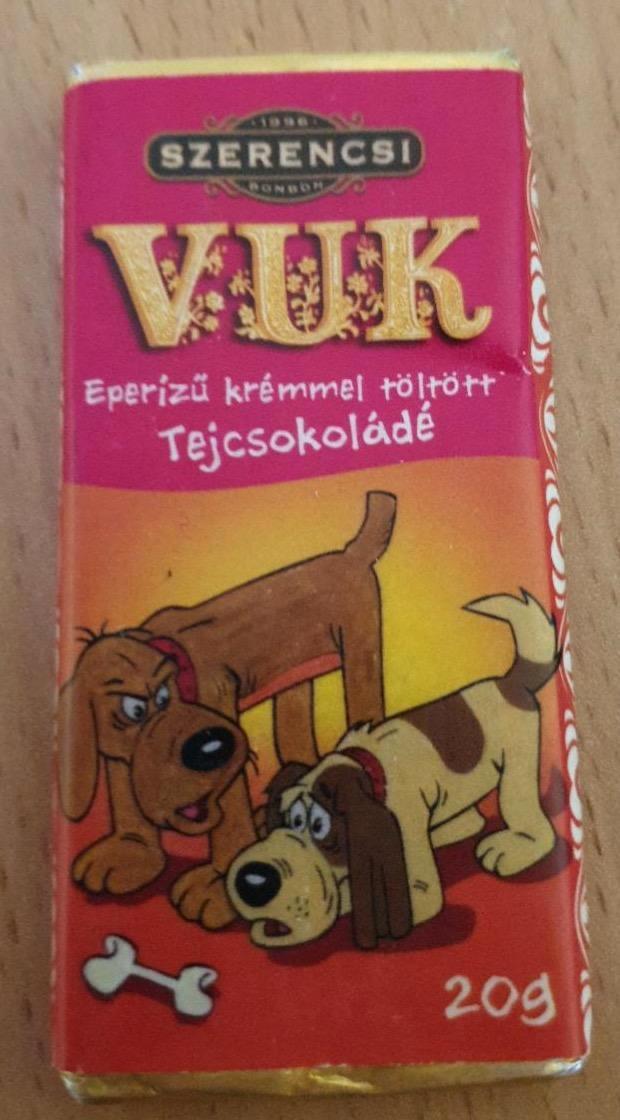 ·1996·
SZERENCSI
BONBON
VUK
Eperízű krémmel töltött
Tejcsokoládé
20g